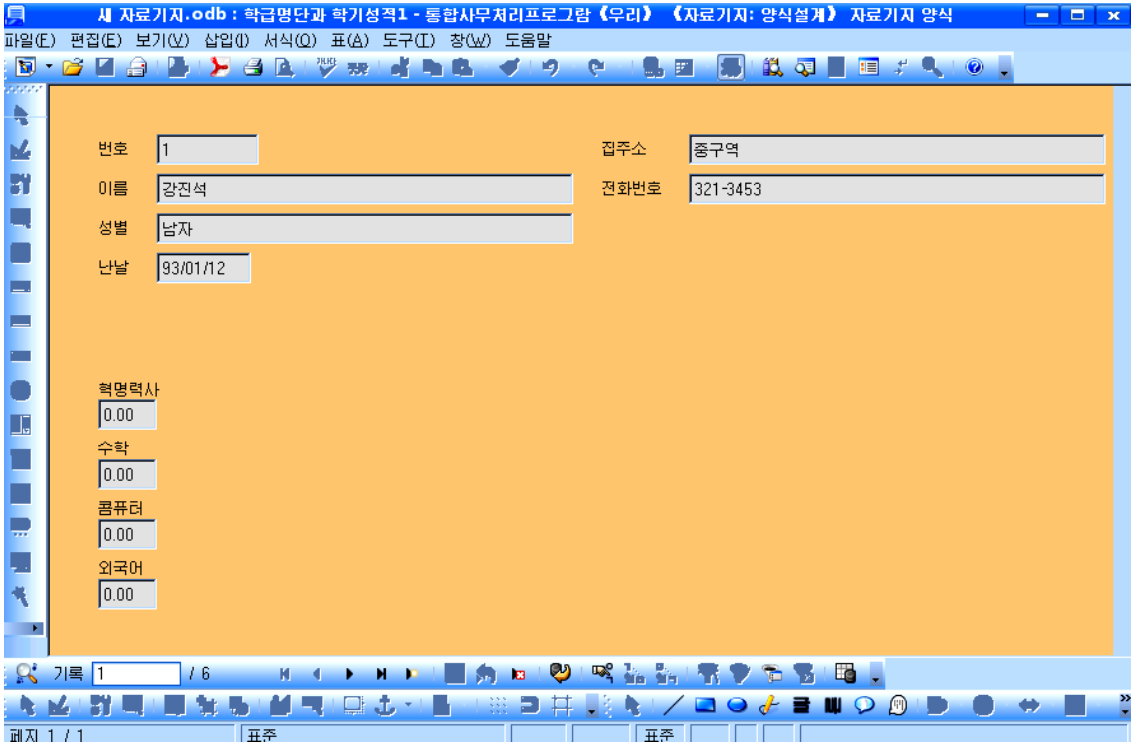 새 자료기지.odb : 학급명단과 학기성적1 - 통합사무처리프로그람 《우리》 《자료기지: 양식설계》 자료기지 양식
파일(F) 편집(E) 보기(V) 삽입(I) 서식(O) 표(A) 도구(T) 창(W) 도움말
번호 1 집주소 중구역
이름 강진석 전화번호 321-3453
성별 남자
난날 93/01/12
혁명력사
0.00
수학
0.00
콤퓨터
0.00
외국어
0.00
기록 1 / 6
페지 1 / 1 표준 표준